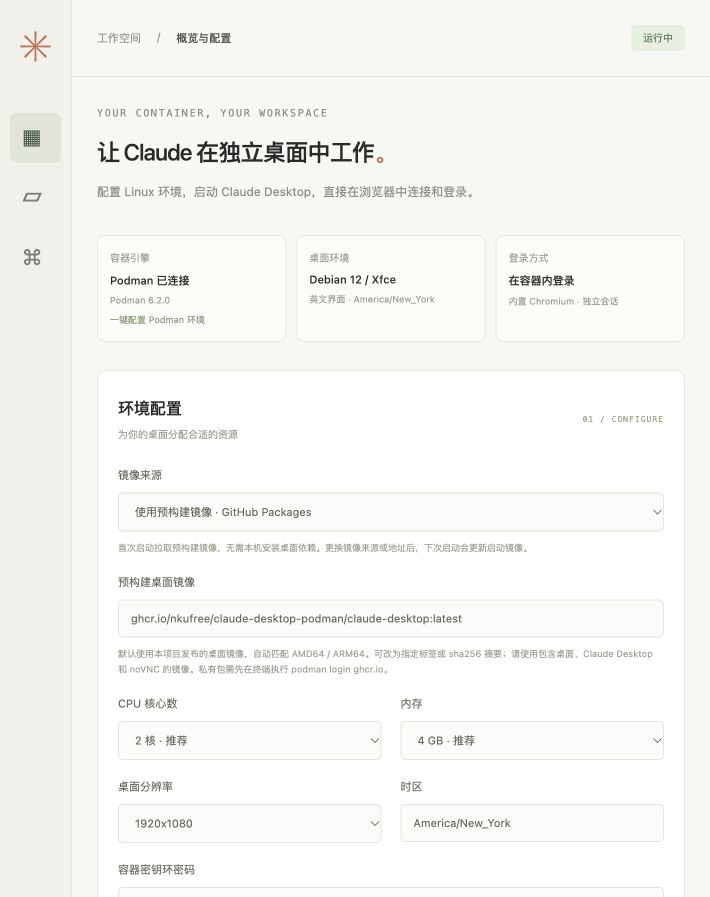 工作空间 / 概览与配置
运行中
YOUR CONTAINER, YOUR WORKSPACE
让 Claude 在独立桌面中工作。
配置 Linux 环境，启动 Claude Desktop，直接在浏览器中连接和登录。
容器引擎
Podman 已连接
Podman 6.2.0
一键配置 Podman 环境
桌面环境
Debian 12 / Xfce
英文界面 · America/New_York
登录方式
在容器内登录
内置 Chromium · 独立会话
环境配置
为你的桌面分配合适的资源
01 / CONFIGURE
镜像来源
使用预构建镜像 · GitHub Packages
首次启动拉取预构建镜像，无需本机安装桌面依赖。更换镜像来源或地址后，下次启动会更新启动镜像。
预构建桌面镜像
ghcr.io/nkufree/claude-desktop-podman/claude-desktop:latest
默认使用本项目发布的桌面镜像，自动匹配 AMD64 / ARM64。可改为指定标签或 sha256 摘要；请使用包含桌面、Claude Desktop
和 noVNC 的镜像。私有包需先在终端执行 podman login ghcr.io。
CPU 核心数
内存
2 核 · 推荐
4 GB · 推荐
桌面分辨率
时区
1920x1080
America/New_York
容器密钥环密码